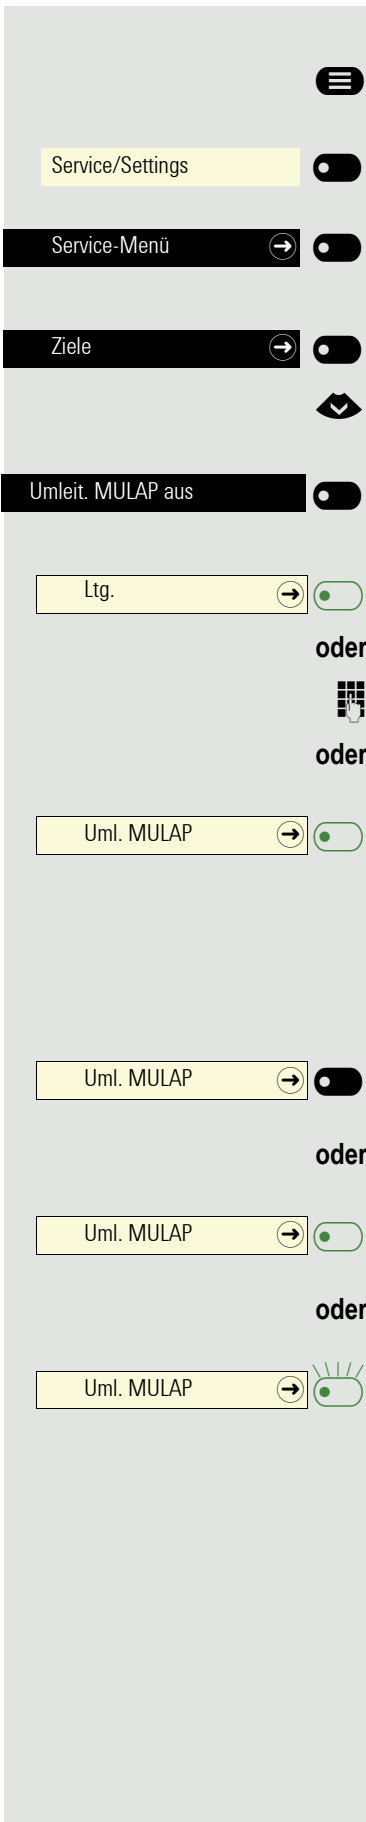 Service/Settings
Service-Menü
Ziele
Umleit. MULAP aus
Ltg.
oder
oder
Uml. MULAP
Uml. MULAP
oder
Uml. MULAP
oder
Uml. MULAP